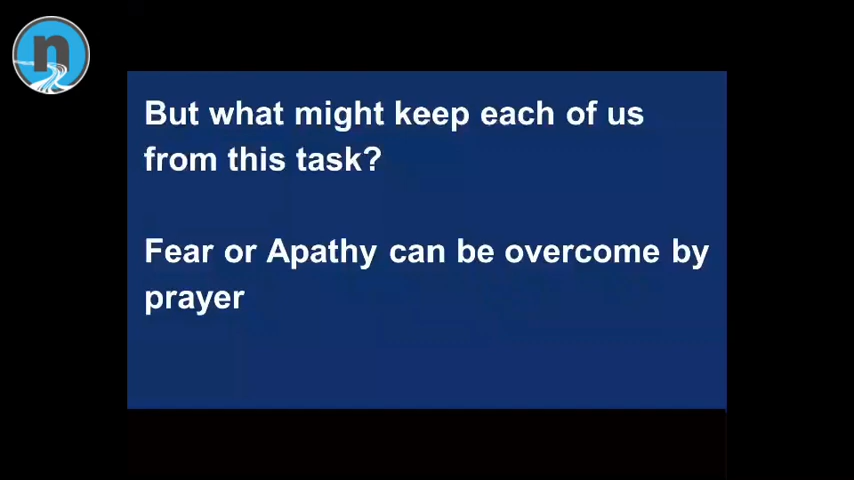 n
But what might keep each of us
from this task?
Fear or Apathy can be overcome by
prayer